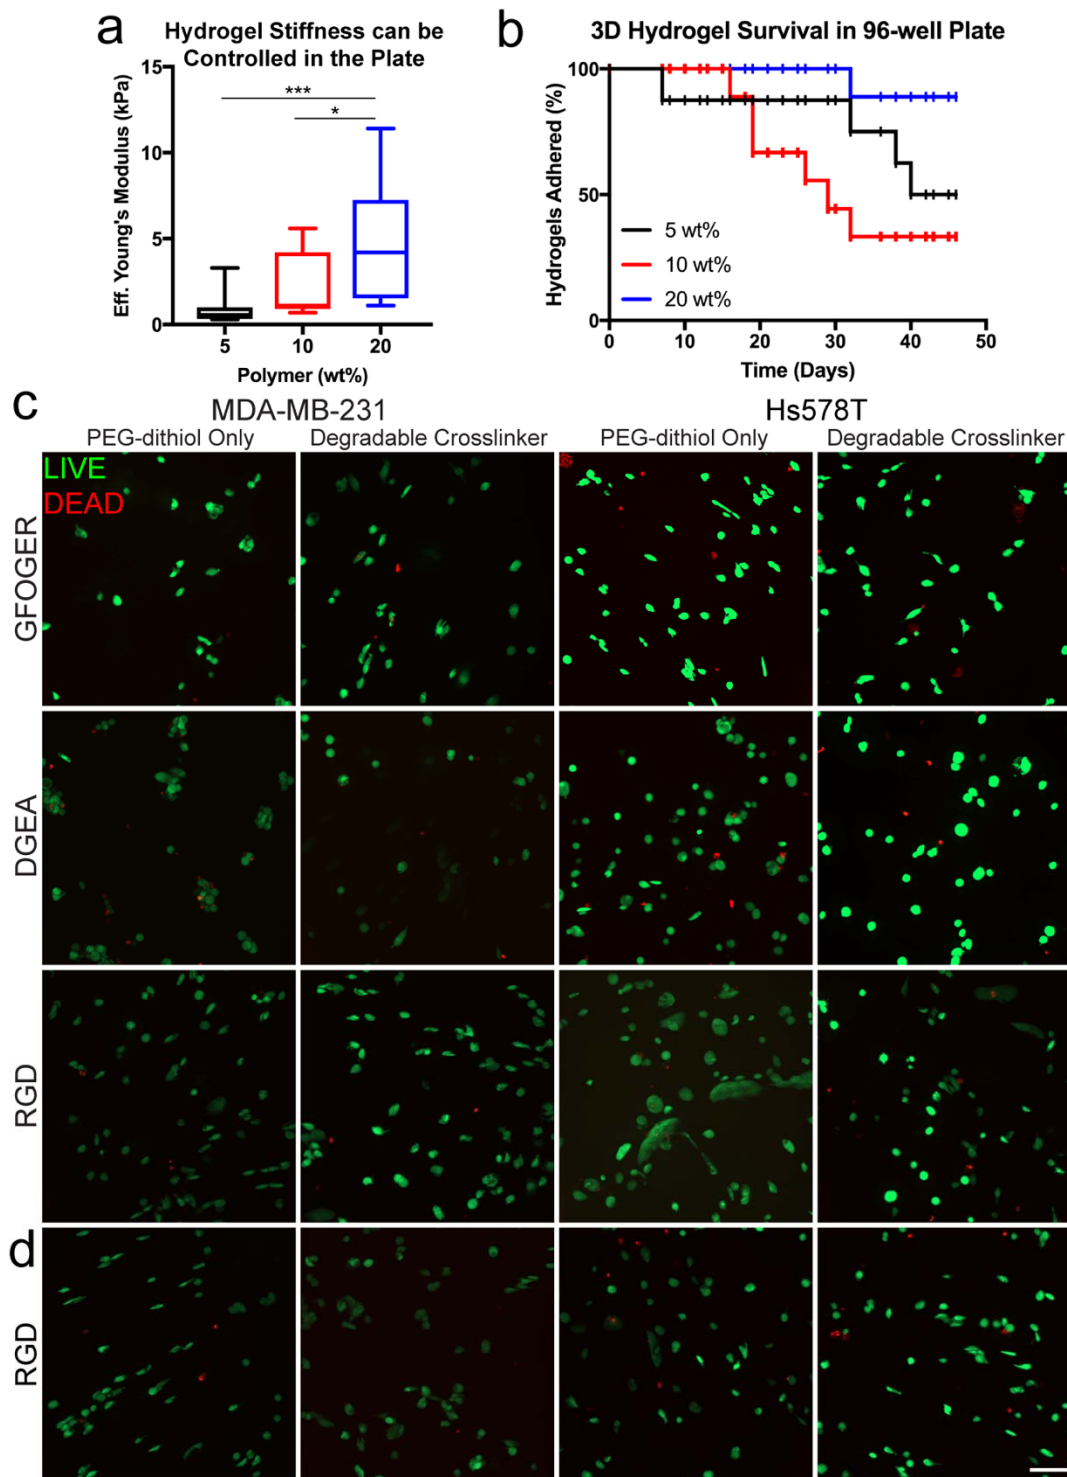 a
Hydrogel Stiffness can be
Controlled in the Plate
Eff. Young's Modulus (kPa)
15
10
5
0
***
*
5 10 20
Polymer (wt%)
b
3D Hydrogel Survival in 96-well Plate
Hydrogels Adhered (%)
100
50
0
5 wt%
10 wt%
20 wt%
0 10 20 30 40 50
Time (Days)
c
MDA-MB-231 Hs578T
PEG-dithiol Only Degradable Crosslinker PEG-dithiol Only Degradable Crosslinker
LIVE
DEAD
GFOGER
DGEA
RGD
d
RGD